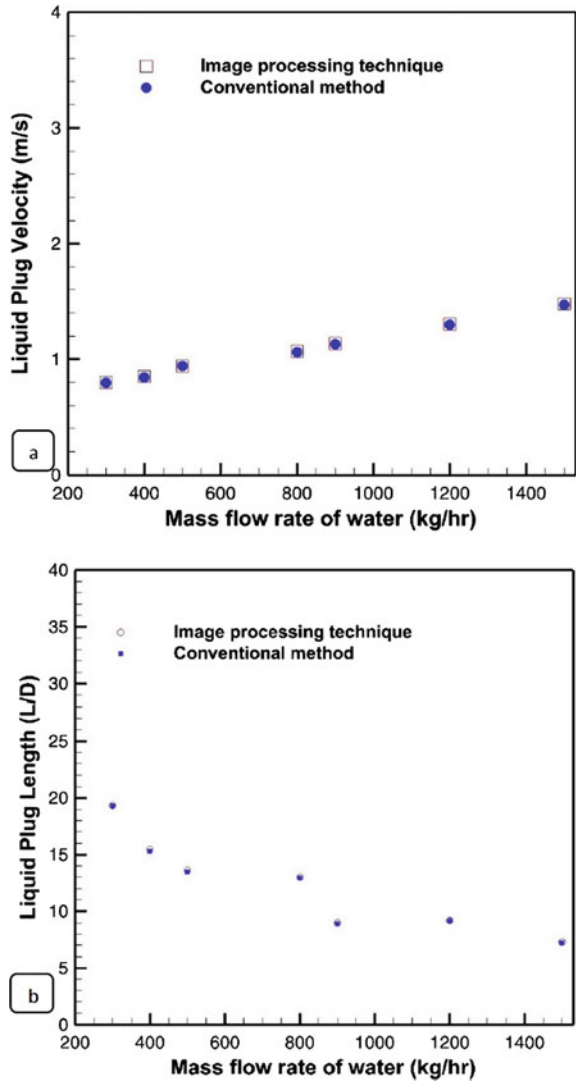 4
Image processing technique
Conventional method
3
Liquid Plug Velocity (m/s)
2
1
a
0
200 400 600 800 1000 1200 1400
Mass flow rate of water (kg/hr)
40
35
Image processing technique
Conventional method
30
Liquid Plug Length (L/D)
25
20
15
10
5
b
0
200 400 600 800 1000 1200 1400
Mass flow rate of water (kg/hr)